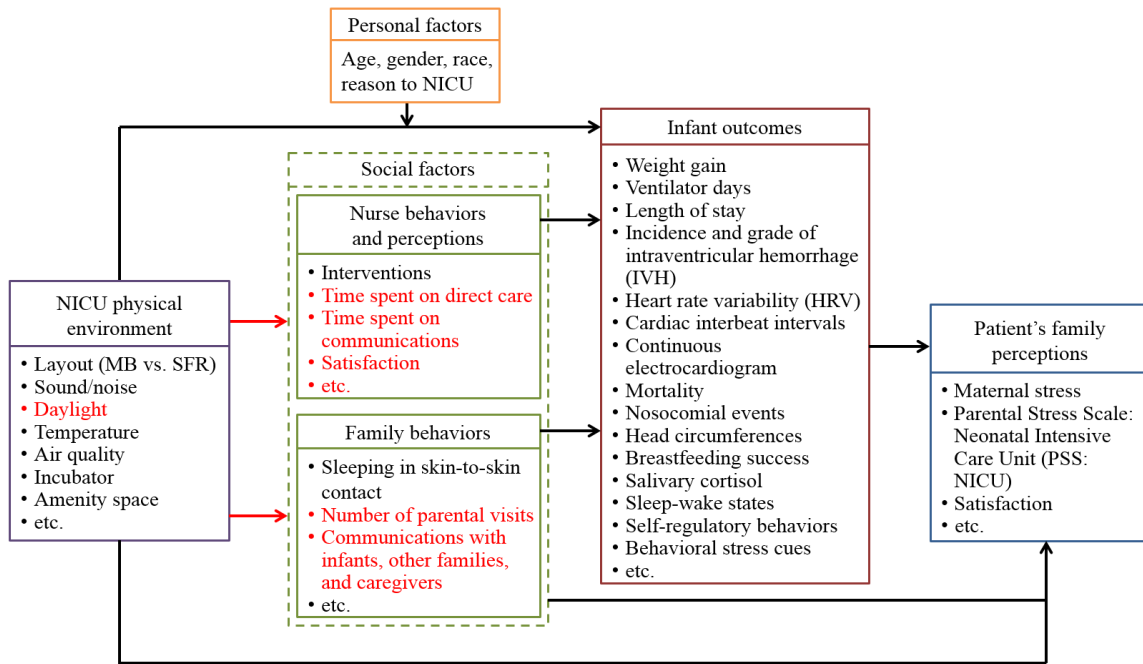 Personal factors
Age, gender, race,
reason to NICU
Social factors
Nurse behaviors
and perceptions
• Interventions
• Time spent on direct care
• Time spent on
communications
• Satisfaction
• etc.
Family behaviors
• Sleeping in skin-to-skin
contact
• Number of parental visits
• Communications with
infants, other families,
and caregivers
• etc.
NICU physical
environment
• Layout (MB vs. SFR)
• Sound/noise
• Daylight
• Temperature
• Air quality
• Incubator
• Amenity space
• etc.
Infant outcomes
• Weight gain
• Ventilator days
• Length of stay
• Incidence and grade of
intraventricular hemorrhage
(IVH)
• Heart rate variability (HRV)
• Cardiac interbeat intervals
• Continuous
electrocardiogram
• Mortality
• Nosocomial events
• Head circumferences
• Breastfeeding success
• Salivary cortisol
• Sleep-wake states
• Self-regulatory behaviors
• Behavioral stress cues
• etc.
Patient’s family
perceptions
• Maternal stress
• Parental Stress Scale:
Neonatal Intensive
Care Unit (PSS:
NICU)
• Satisfaction
• etc.